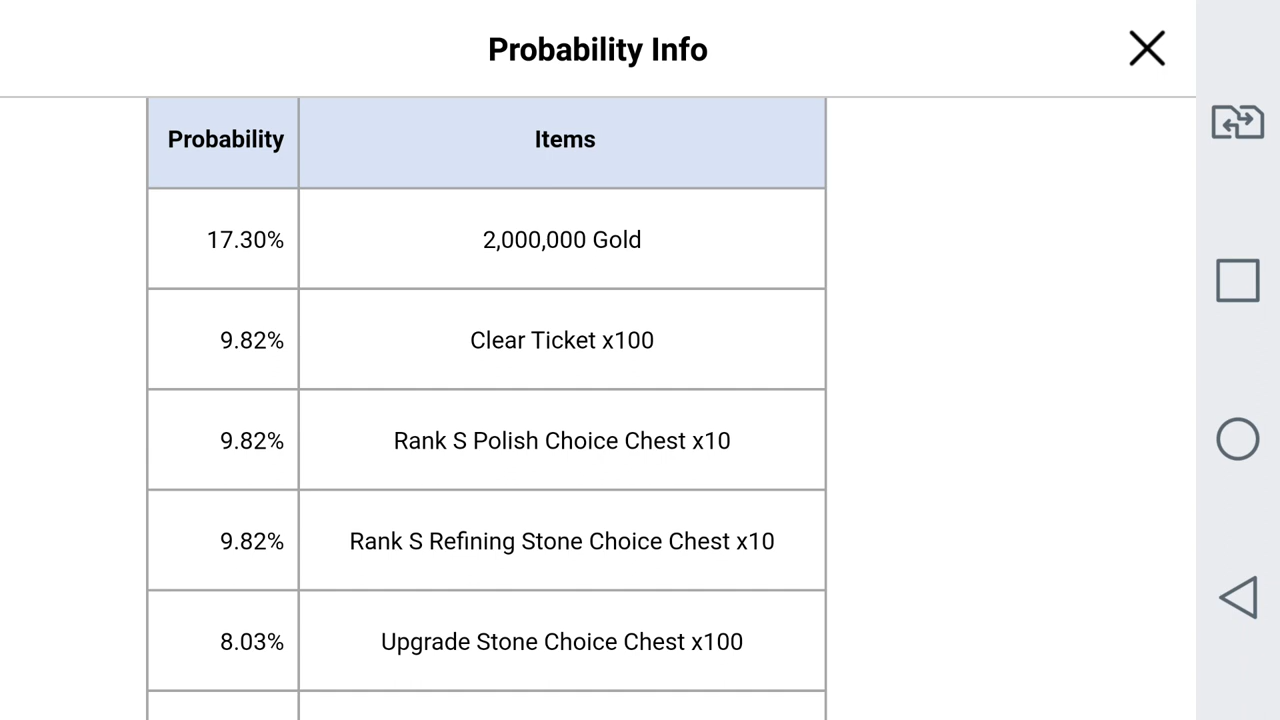 Probability Info
Probability Items
17.30% 2,000,000 Gold
9.82% Clear Ticket x100
9.82% Rank S Polish Choice Chest x10
9.82% Rank S Refining Stone Choice Chest x10
8.03% Upgrade Stone Choice Chest x100